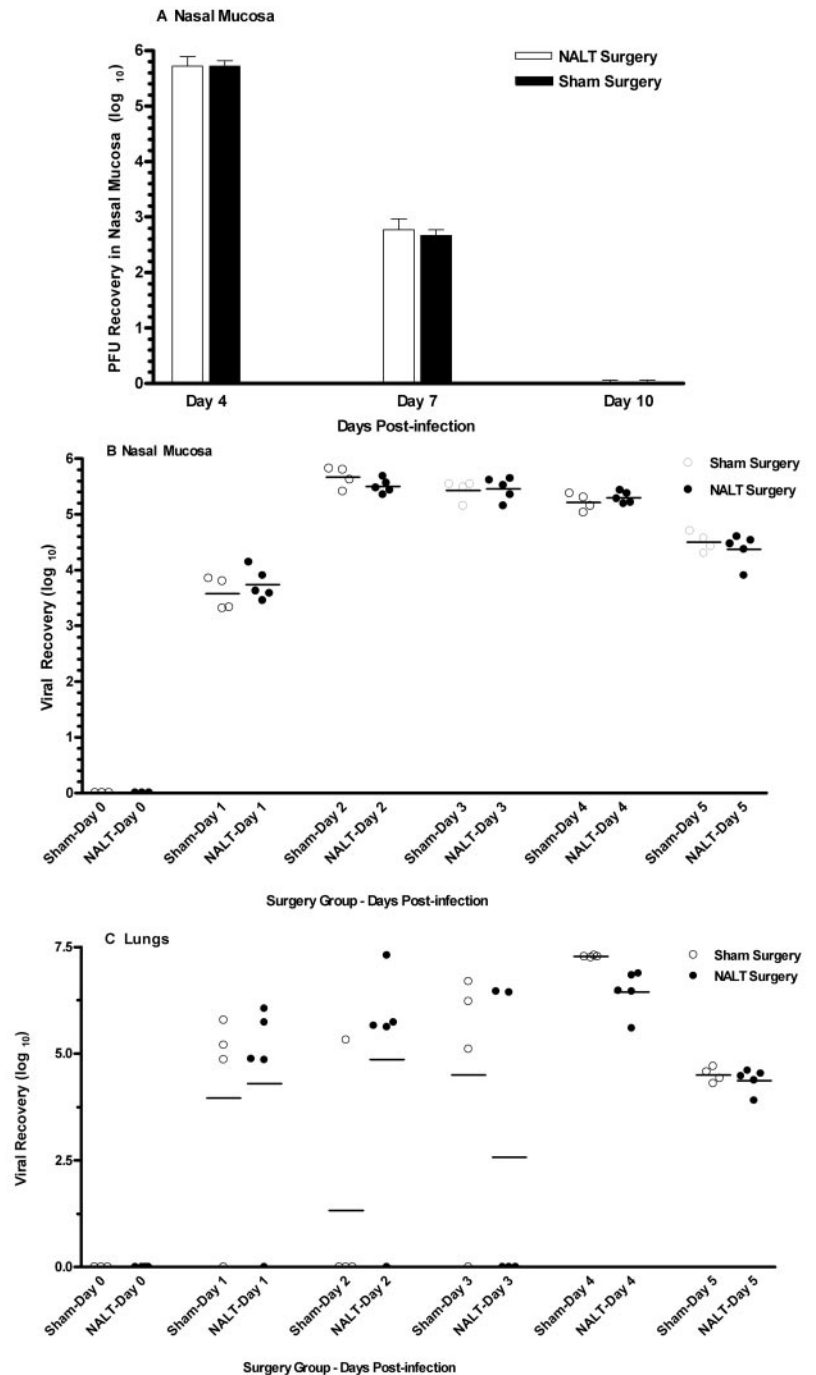 A Nasal Mucosa
NALT Surgery
Sham Surgery
PFU Recovery in Nasal Mucosa (log 10)
6
5
4
3
2
1
0
Day 4 Day 7 Day 10
Days Post-infection
B Nasal Mucosa
Sham Surgery
NALT Surgery
Viral Recovery (log 10)
6
5
4
3
2
1
0
Sham-Day 0 NALT-Day 0 Sham-Day 1 NALT-Day 1 Sham-Day 2 NALT-Day 2 Sham-Day 3 NALT-Day 3 Sham-Day 4 NALT-Day 4 Sham-Day 5 NALT-Day 5
Surgery Group - Days Post-infection
C Lungs
Sham Surgery
NALT Surgery
Viral Recovery (log 10)
7.5
5.0
2.5
0.0
Sham-Day 0 NALT-Day 0 Sham-Day 1 NALT-Day 1 Sham-Day 2 NALT-Day 2 Sham-Day 3 NALT-Day 3 Sham-Day 4 NALT-Day 4 Sham-Day 5 NALT-Day 5
Surgery Group - Days Post-infection